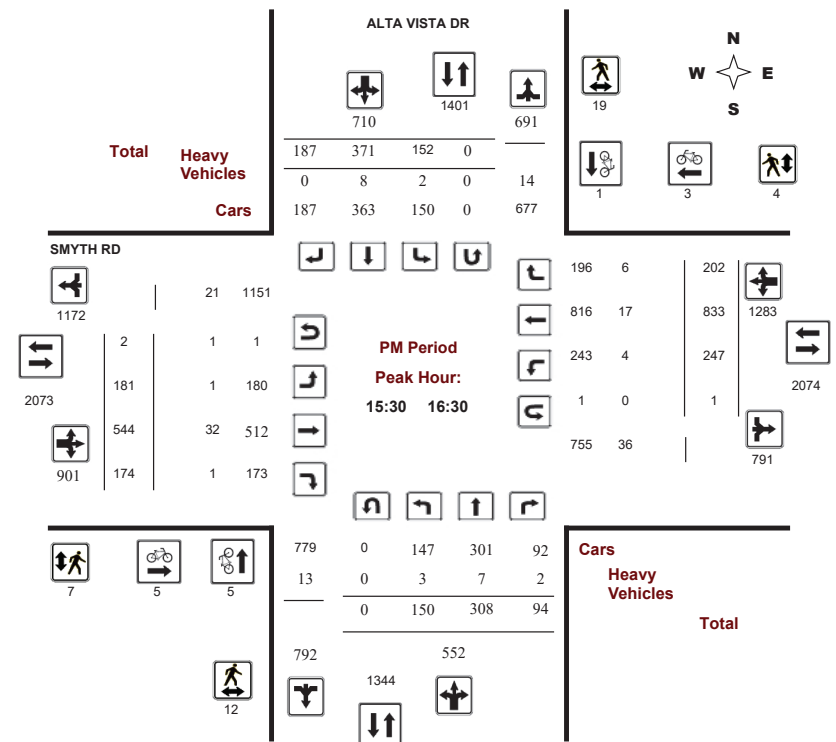 ALTA VISTA DR
N
W E
S
1401
19
710 691
Total Heavy Vehicles
187 371 152 0
0 8 2 0 14
1 3 4
Cars 187 363 150 0 677
SMYTH RD
196 6 202
1172 21 1151
816 17 833 1283
2 1 1
PM Period
243 4 247
2073 2074
181 1 180
Peak Hour:
15:30 16:30
1 0 1
544 32 512
755 36 791
901 174 1 173
779 0 147 301 92 Cars
13 0 3 7 2 Heavy Vehicles
7 5 5
0 150 308 94 Total
792 552
1344
12